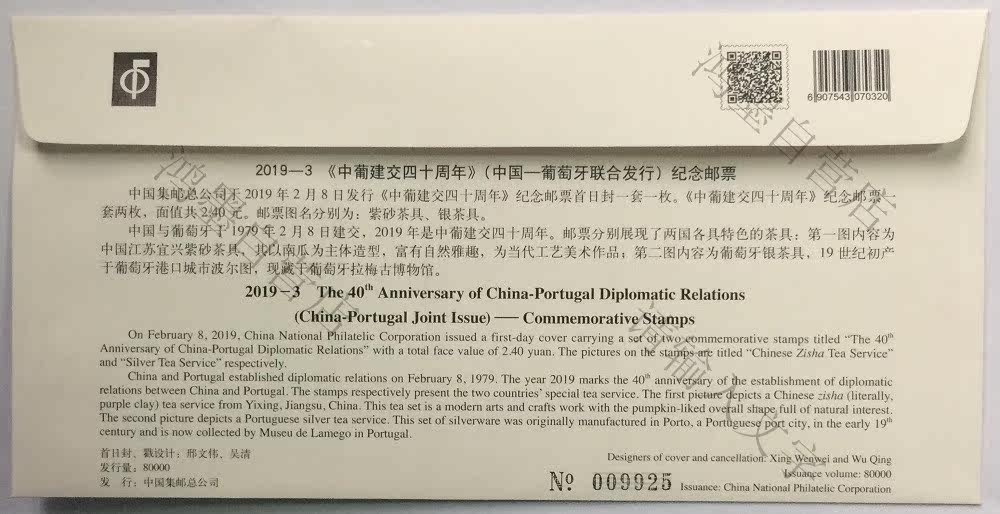 6 907543 070320
2019—3 《中葡建交四十周年》（中国—葡萄牙联合发行）纪念邮票
中国集邮总公司于 2019 年 2 月 8 日发行《中葡建交四十周年》纪念邮票首日封一套一枚。《中葡建交四十周年》纪念邮票一
套两枚，面值共 2.40 元。邮票图名分别为：紫砂茶具、银茶具。
中国与葡萄牙于 1979 年 2 月 8 日建交，2019 年是中葡建交四十周年。邮票分别展现了两国各具特色的茶具：第一图内容为
中国江苏宜兴紫砂茶具，其以南瓜为主体造型，富有自然雅趣，为当代工艺美术作品；第二图内容为葡萄牙银茶具，19 世纪初产
于葡萄牙港口城市波尔图，现藏于葡萄牙拉梅古博物馆。
2019－3 The 40th Anniversary of China-Portugal Diplomatic Relations
(China-Portugal Joint Issue) — Commemorative Stamps
On February 8, 2019, China National Philatelic Corporation issued a first-day cover carrying a set of two commemorative stamps titled "The 40th
Anniversary of China-Portugal Diplomatic Relations" with a total face value of 2.40 yuan. The pictures on the stamps are titled "Chinese Zisha Tea Service"
and "Silver Tea Service" respectively.
China and Portugal established diplomatic relations on February 8, 1979. The year 2019 marks the 40th anniversary of the establishment of diplomatic
relations between China and Portugal. The stamps respectively present the two countries' special tea service. The first picture depicts a Chinese zisha (literally,
purple clay) tea service from Yixing, Jiangsu, China. This tea set is a modern arts and crafts work with the pumpkin-liked overall shape, full of natural interest.
The second picture depicts a Portuguese silver tea service. This set of silverware was originally manufactured in Porto, a Portuguese port city, in the early 19th
century and is now collected by Museu de Lamego in Portugal.
首日封、戳设计：邢文伟、吴清
发行量：80000
发 行：中国集邮总公司
Designers of cover and cancellation: Xing Wenwei and Wu Qing
Issuance volume: 80000
№ 009925 Issuance: China National Philatelic Corporation
鸿墨自营店
鸿墨自营店
请输入文字